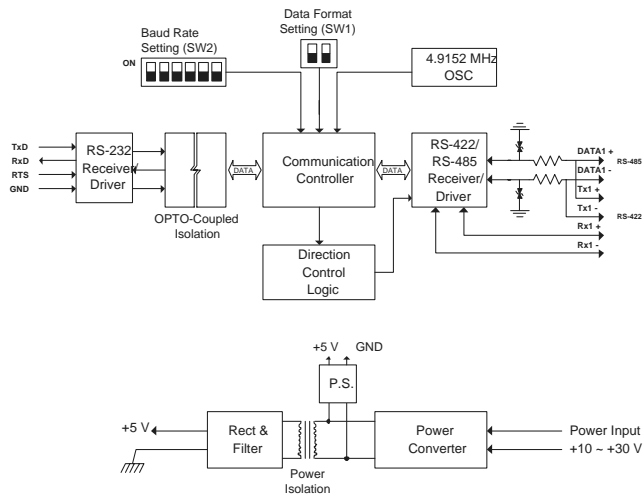 Baud Rate
Setting (SW2)
Data Format
Setting (SW1)
ON
4.9152 MHz
OSC
TxD
RxD
RTS
GND
RS-232
Receiver/
Driver
OPTO-Coupled
Isolation
DATA
Communication
Controller
DATA
RS-422/
RS-485
Receiver/
Driver
DATA1 +
RS-485
DATA1 -
Tx1 +
Tx1 -
RS-422
Rx1 +
Rx1 -
Direction
Control
Logic
+5 V
GND
P.S.
+5 V
Rect &
Filter
Power
Isolation
Power
Converter
Power Input
+10 ~ +30 V